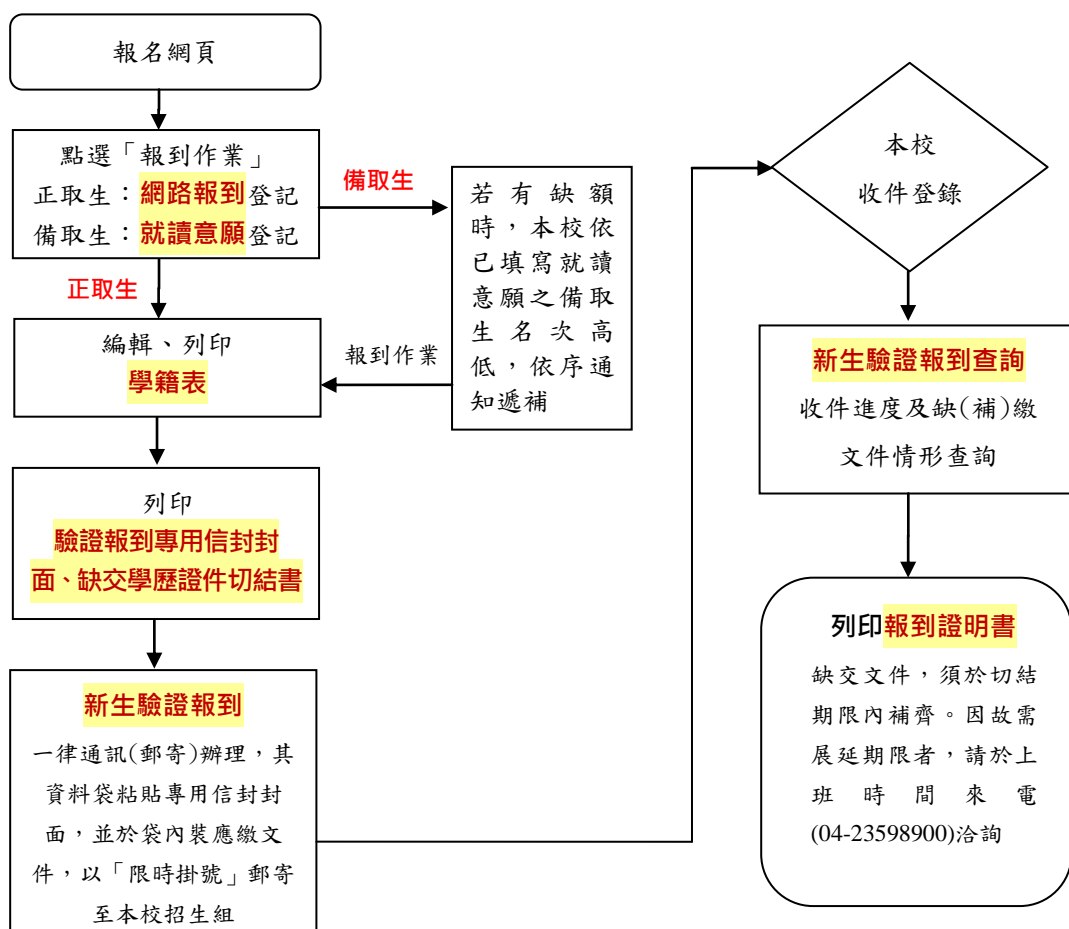 報名網頁
點選「報到作業」
正取生：網路報到登記
備取生：就讀意願登記
備取生
若有缺額
時，本校依
已填寫就讀
意願之備取
生名次高
低，依序通
知遞補
正取生
報到作業
編輯、列印
學籍表
列印
驗證報到專用信封封
面、缺交學歷證件切結書
新生驗證報到
一律通訊(郵寄)辦理，其
資料袋粘貼專用信封封
面，並於袋內裝應繳文
件，以「限時掛號」郵寄
至本校招生組
本校
收件登錄
新生驗證報到查詢
收件進度及缺(補)繳
文件情形查詢
列印報到證明書
缺交文件，須於切結
期限內補齊。因故需
展延期限者，請於上
班時間來電
(04-23598900)洽詢